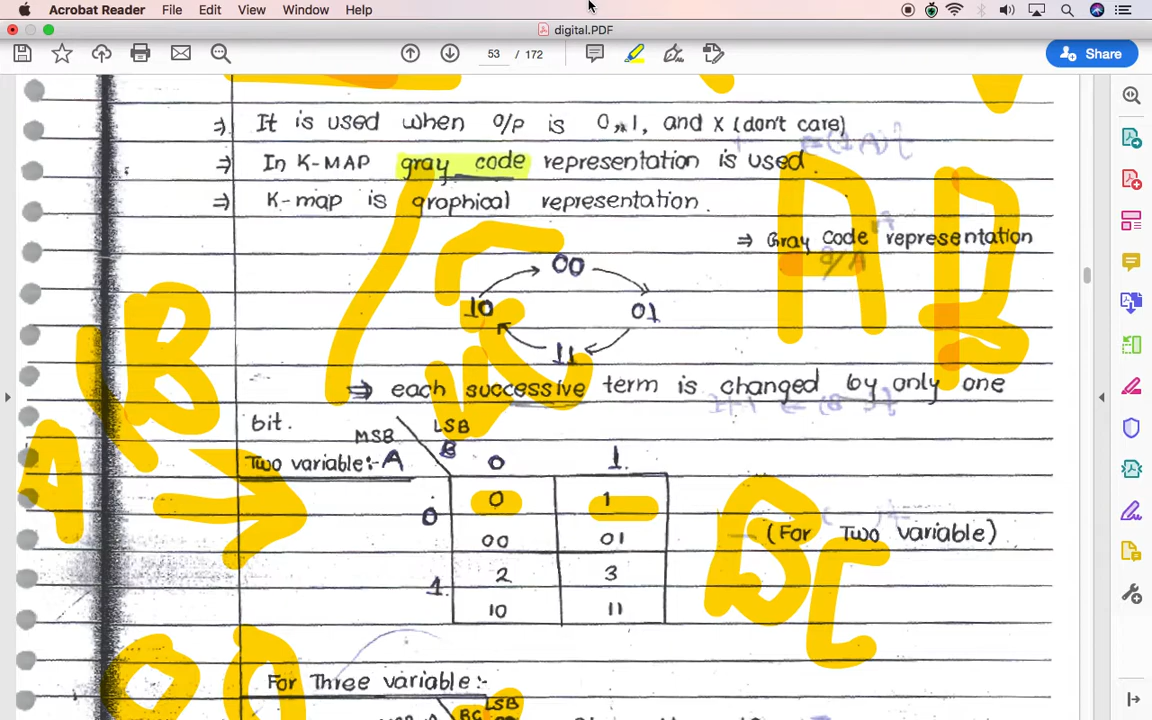 Acrobat Reader File Edit View Window Help
digital.PDF
53 / 172
Share
⇒ It is used when O/P is 0, 1, and X (don't care)
⇒ In K-MAP gray code representation is used.
⇒ K-map is graphical representation.
⇒ Gray code representation
00
10 01
11
⇒ each successive term is changed by only one
bit.
MSB LSB
Two variable:- A B 0 1
0 0 1
00 01
(For Two variable)
1 2 3
10 11
For Three variable:-
LSB
BC
A B
A B
B C